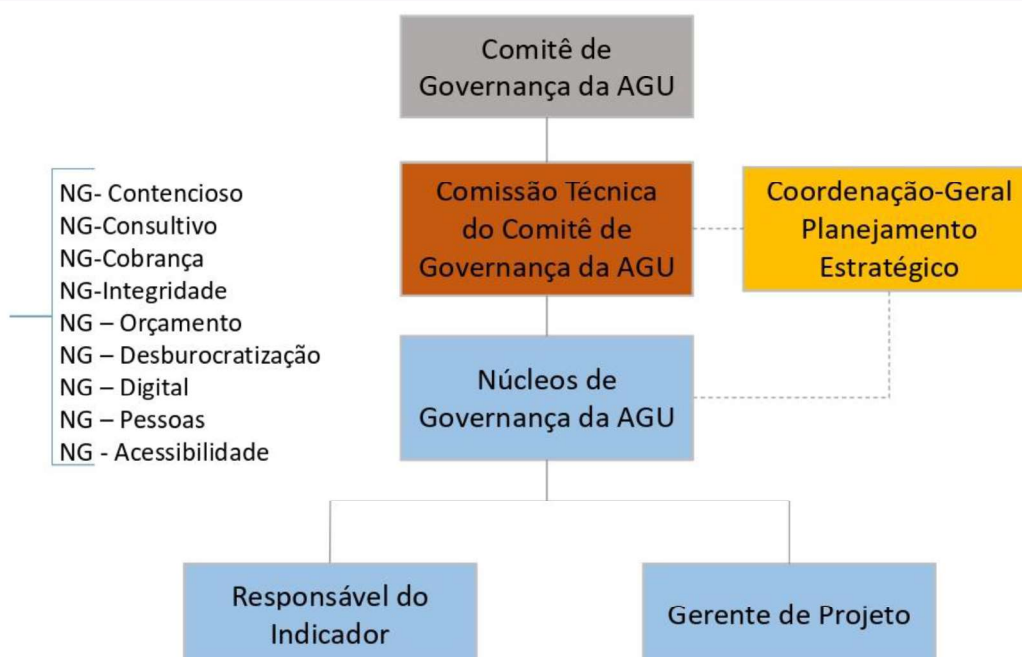 Comitê de
Governança da AGU
NG- Contencioso
NG-Consultivo
NG-Cobrança
NG-Integridade
NG – Orçamento
NG – Desburocratização
NG – Digital
NG – Pessoas
NG - Acessibilidade
Comissão Técnica
do Comitê de
Governança da AGU
Coordenação-Geral
Planejamento
Estratégico
Núcleos de
Governança da AGU
Responsável do
Indicador
Gerente de Projeto